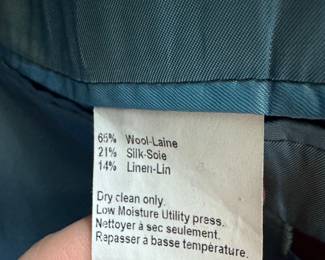 65% Wool-Laine
21% Silk-Soie
14% Linen-Lin
Dry clean only.
Low Moisture Utility press.
Nettoyer à sec seulement.
Repasser a basse température.